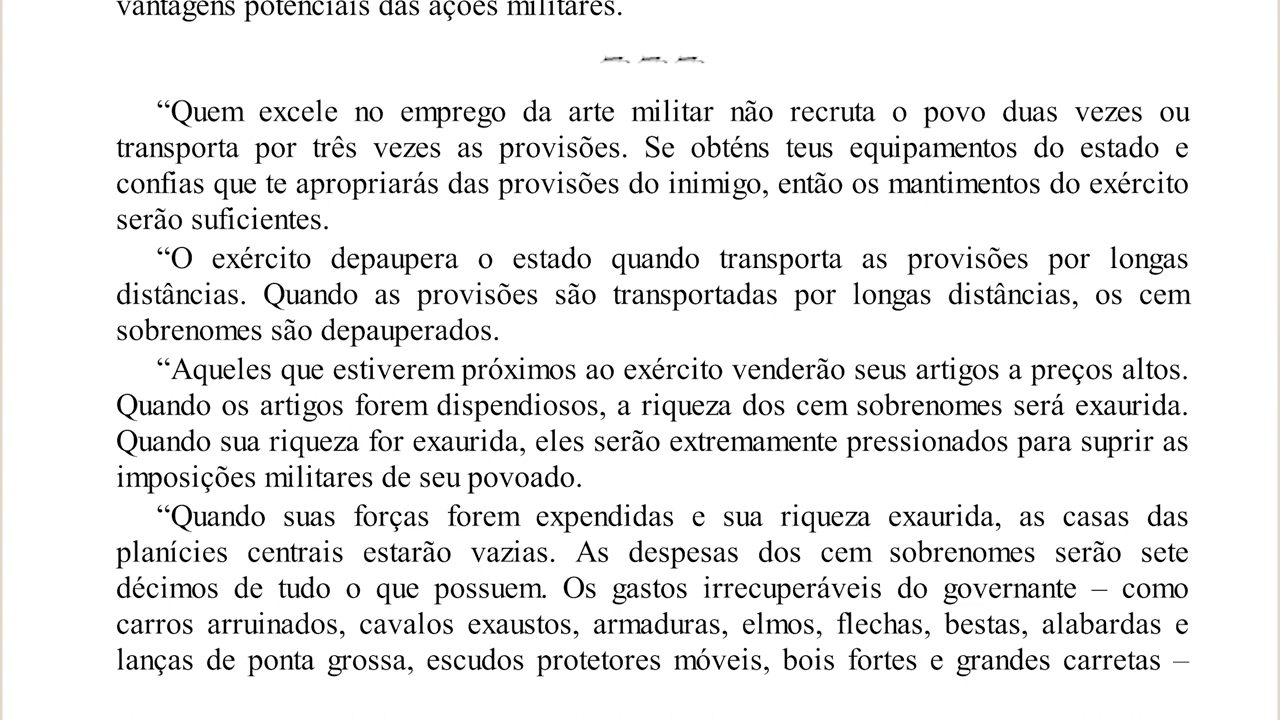 vantagens potenciais das ações militares.
“Quem excele no emprego da arte militar não recruta o povo duas vezes ou
transporta por três vezes as provisões. Se obténs teus equipamentos do estado e
confias que te apropriarás das provisões do inimigo, então os mantimentos do exército
serão suficientes.
“O exército depaupera o estado quando transporta as provisões por longas
distâncias. Quando as provisões são transportadas por longas distâncias, os cem
sobrenomes são depauperados.
“Aqueles que estiverem próximos ao exército venderão seus artigos a preços altos.
Quando os artigos forem dispendiosos, a riqueza dos cem sobrenomes será exaurida.
Quando sua riqueza for exaurida, eles serão extremamente pressionados para suprir as
imposições militares de seu povoado.
“Quando suas forças forem expendidas e sua riqueza exaurida, as casas das
planícies centrais estarão vazias. As despesas dos cem sobrenomes serão sete
décimos de tudo o que possuem. Os gastos irrecuperáveis do governante – como
carros arruinados, cavalos exaustos, armaduras, elmos, flechas, bestas, alabardas e
lanças de ponta grossa, escudos protetores móveis, bois fortes e grandes carretas –